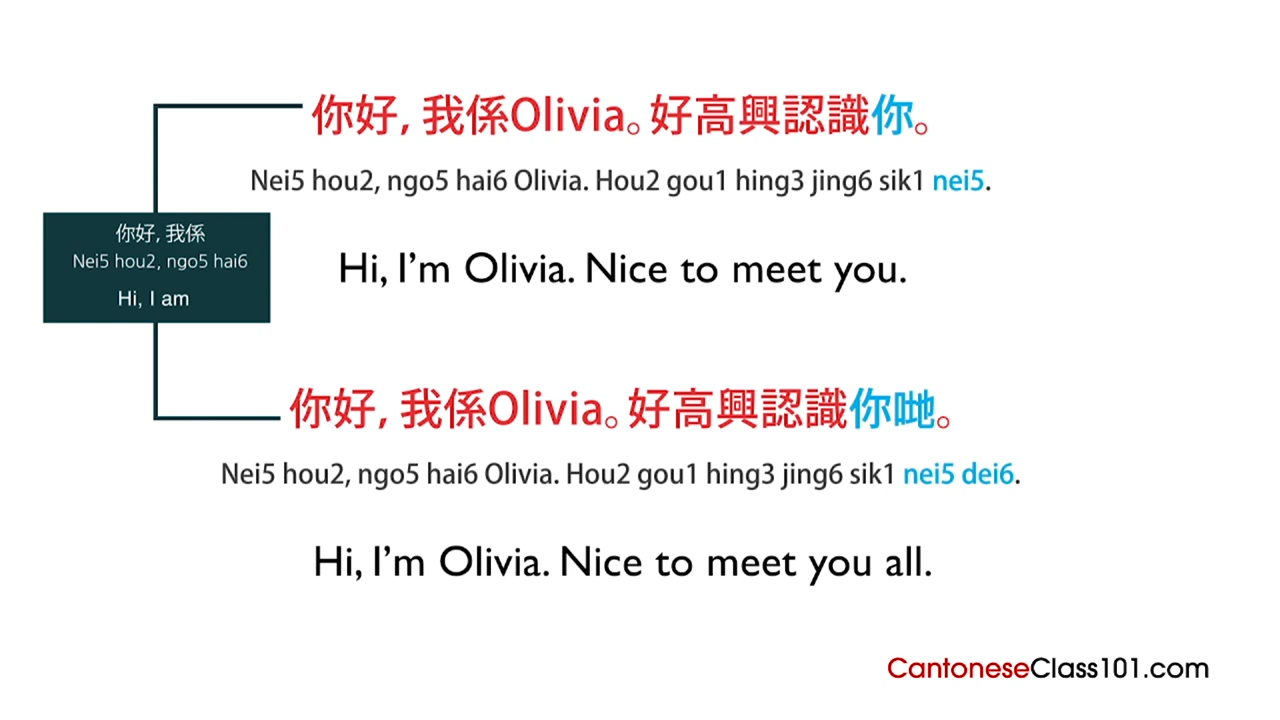 你好, 我係Olivia。好高興認識你。
Nei5 hou2, ngo5 hai6 Olivia. Hou2 gou1 hing3 jing6 sik1 nei5.
Hi, I’m Olivia. Nice to meet you.
你好, 我係
Nei5 hou2, ngo5 hai6
Hi, I am
你好, 我係Olivia。好高興認識你哋。
Nei5 hou2, ngo5 hai6 Olivia. Hou2 gou1 hing3 jing6 sik1 nei5 dei6.
Hi, I’m Olivia. Nice to meet you all.
CantoneseClass101.com